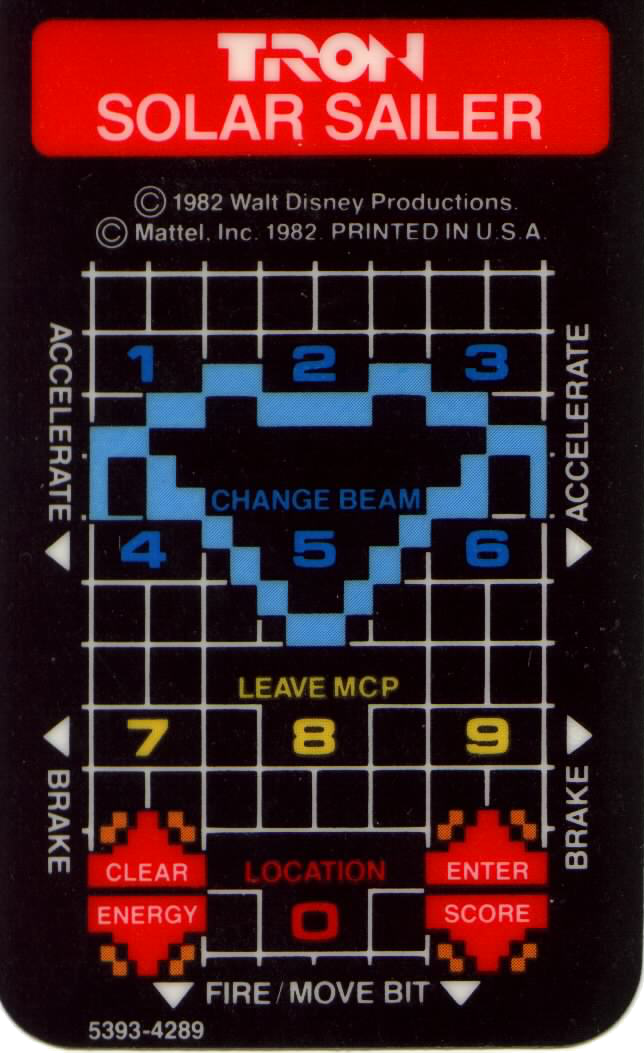 TRON
SOLAR SAILER
© 1982 Walt Disney Productions.
© Mattel, Inc. 1982. PRINTED IN U.S.A.
ACCELERATE
ACCELERATE
1 2 3
CHANGE BEAM
4 5 6
LEAVE MCP
7 8 9
BRAKE
BRAKE
CLEAR LOCATION ENTER
ENERGY 0 SCORE
FIRE/MOVE BIT
5393-4289